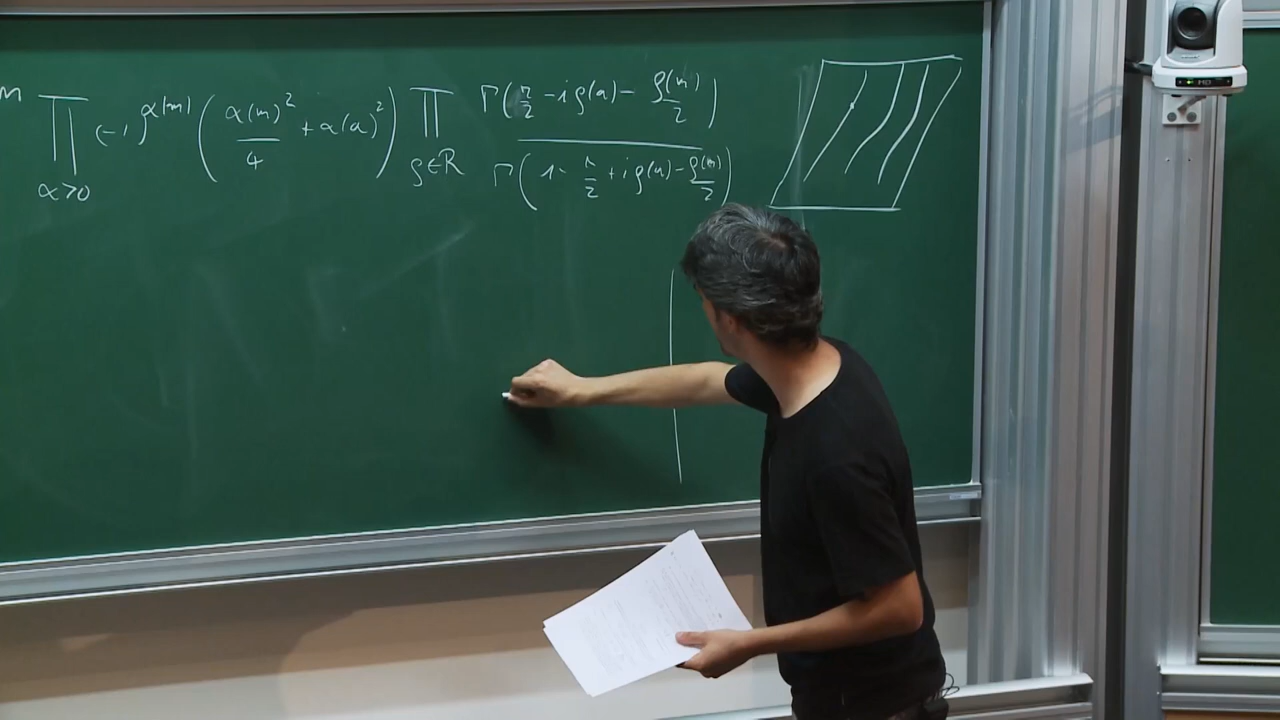 m ∏_{α>0} (-1)^{α(m)} ( α(m)²/4 + α(a)² ) ∏_{ρ∈R} Γ( r/2 - iρ(a) - ρ(m)/2 ) / Γ( 1 - r/2 + iρ(a) - ρ(m)/2 )